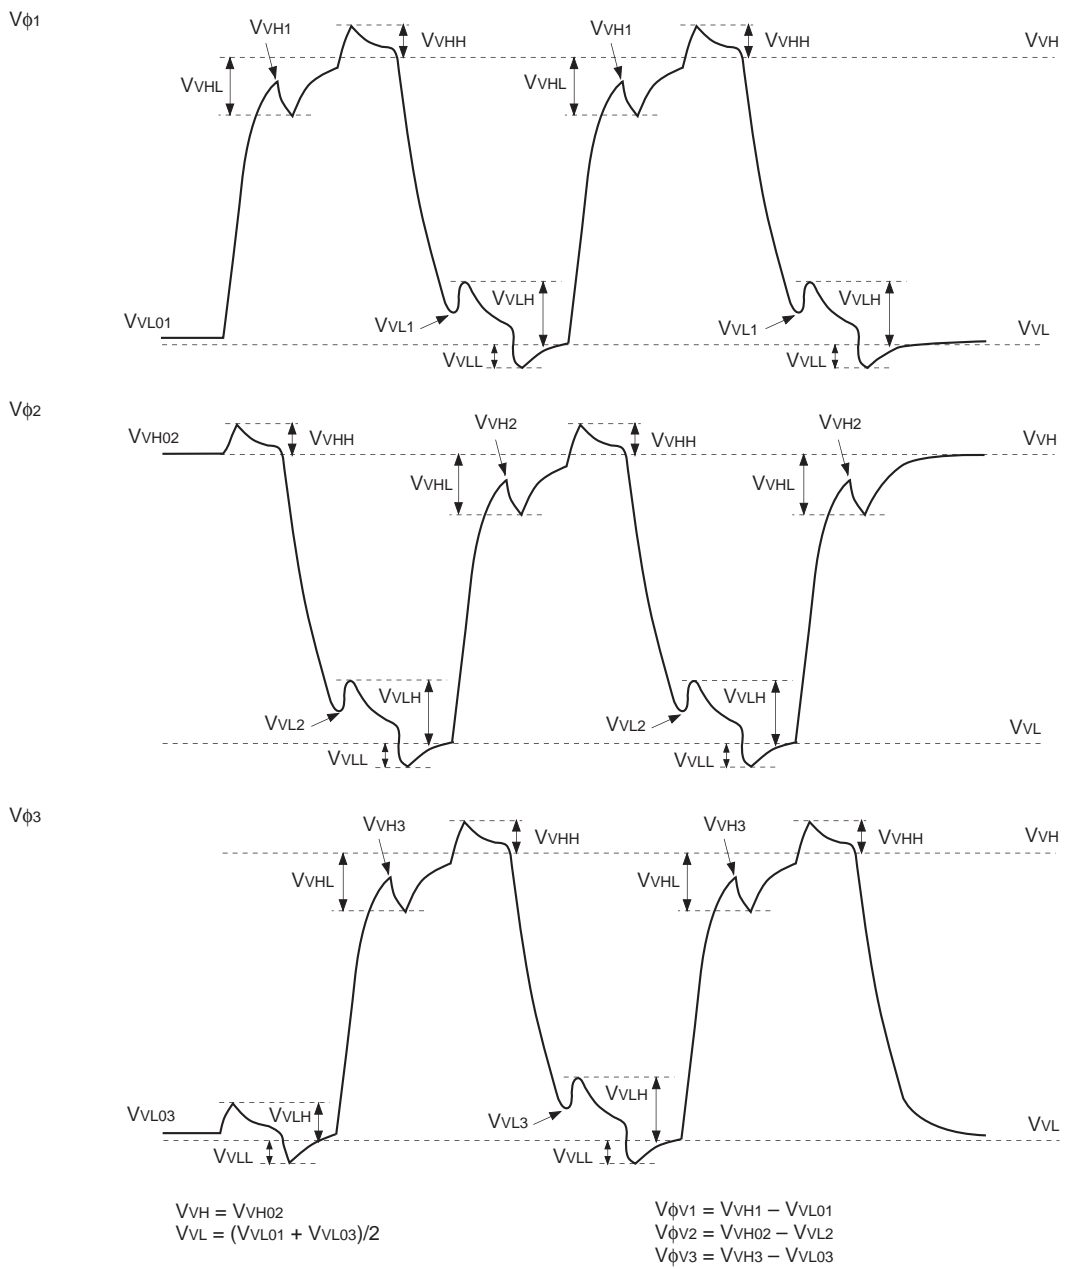 Vϕ1
VVH1
VVHH
VVH1
VVHH
VVH
VVHL
VVHL
VVL01
VVL1
VVLH
VVL1
VVLH
VVL
VVLL
VVLL
Vϕ2
VVH02
VVHH
VVH2
VVHH
VVH2
VVH
VVHL
VVHL
VVL2
VVLH
VVL2
VVLH
VVL
VVLL
VVLL
Vϕ3
VVH3
VVHH
VVH3
VVHH
VVH
VVHL
VVHL
VVL03
VVLH
VVL3
VVLH
VVL
VVLL
VVLL
VVH = VVH02
VVL = (VVL01 + VVL03)/2
VϕV1 = VVH1 – VVL01
VϕV2 = VVH02 – VVL2
VϕV3 = VVH3 – VVL03